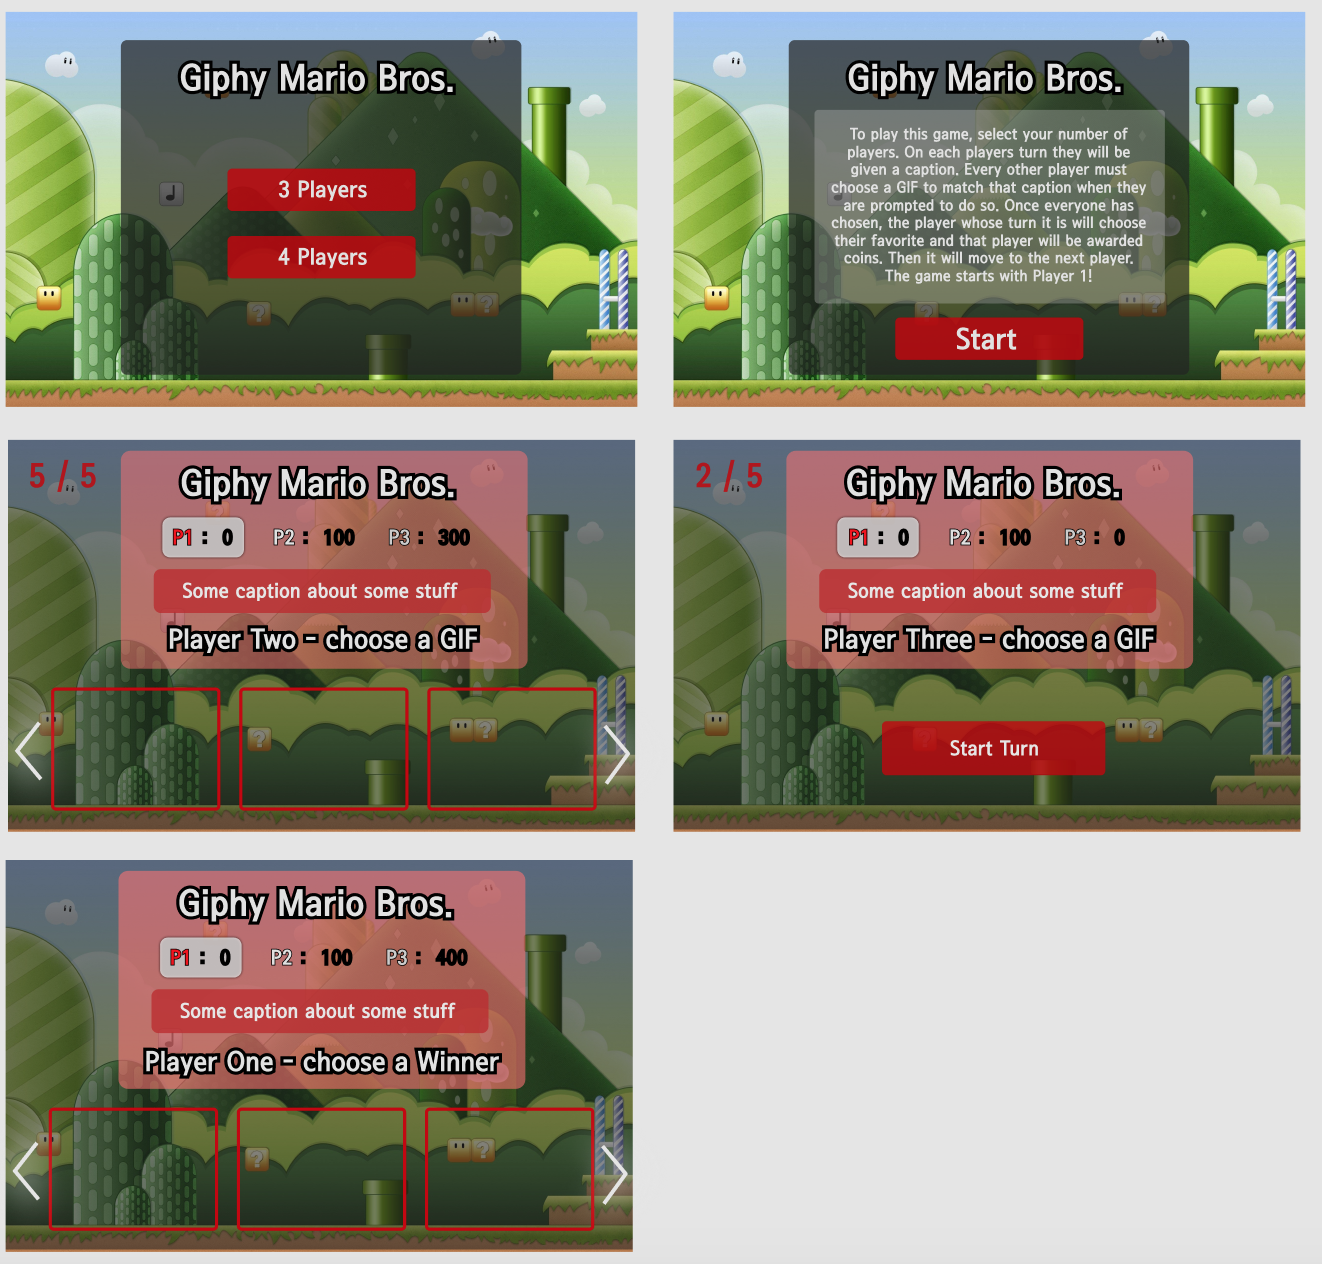 Giphy Mario Bros.
3 Players
4 Players
Giphy Mario Bros.
To play this game, select your number of
players. On each players turn they will be
given a caption. Every other player must
choose a GIF to match that caption when they
are prompted to do so. Once everyone has
chosen, the player whose turn it is will choose
their favorite and that player will be awarded
coins. Then it will move to the next player.
The game starts with Player 1!
Start
5 / 5
Giphy Mario Bros.
P1 : 0 P2 : 100 P3 : 300
Some caption about some stuff
Player Two - choose a GIF
2 / 5
Giphy Mario Bros.
P1 : 0 P2 : 100 P3 : 0
Some caption about some stuff
Player Three - choose a GIF
Start Turn
Giphy Mario Bros.
P1 : 0 P2 : 100 P3 : 400
Some caption about some stuff
Player One - choose a Winner